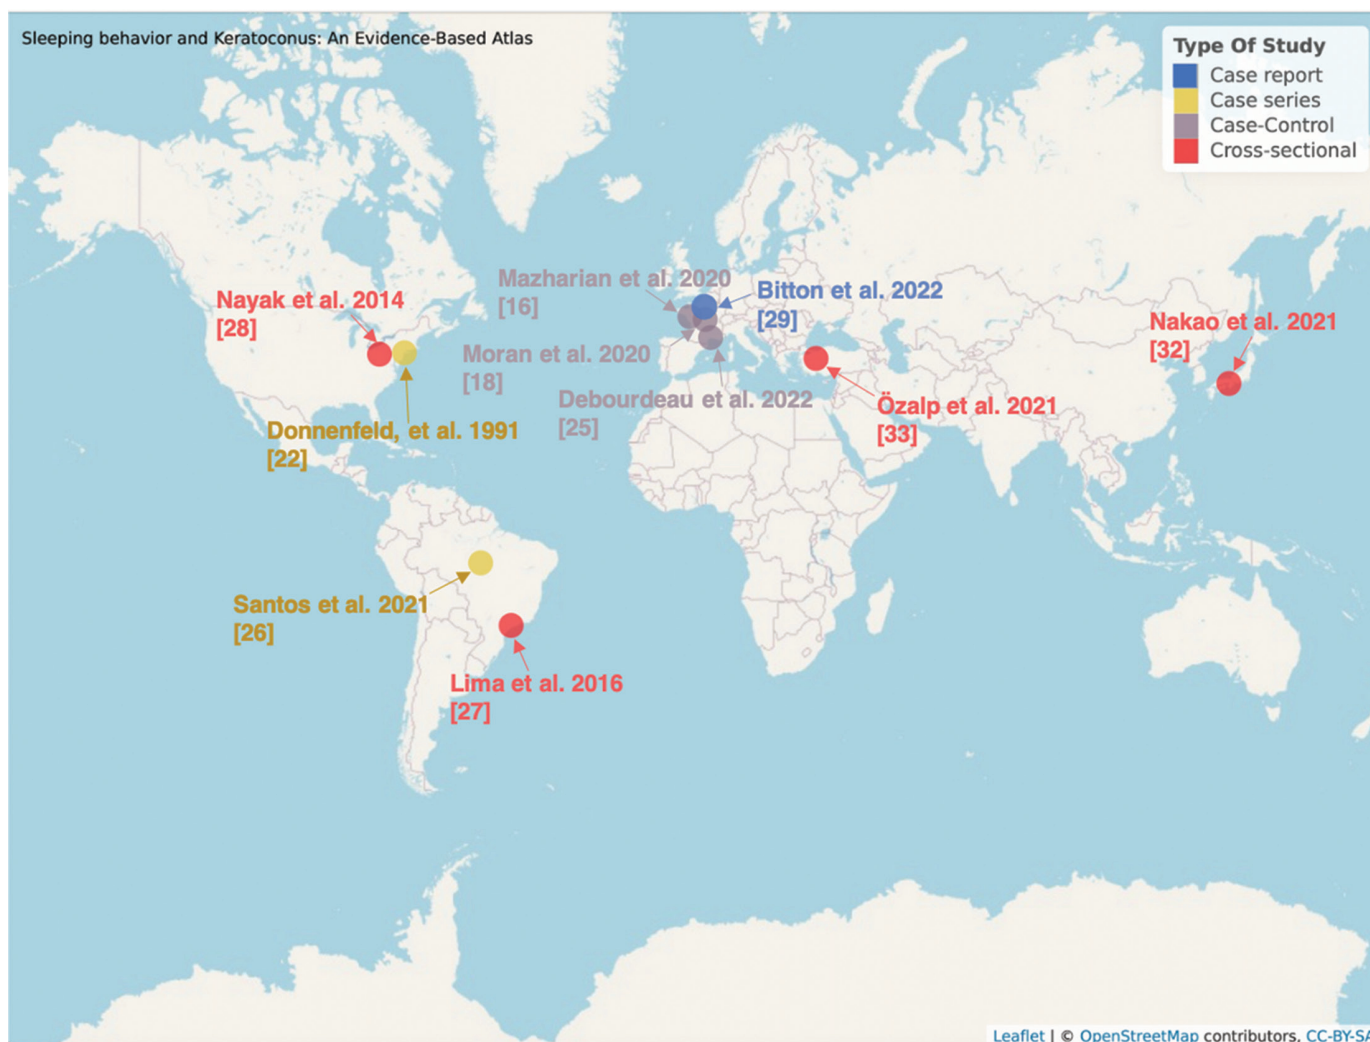 Sleeping behavior and Keratoconus: An Evidence-Based Atlas
Type Of Study
Case report
Case series
Case-Control
Cross-sectional
Mazharian et al. 2020
[16]
Bitton et al. 2022
[29]
Nayak et al. 2014
[28]
Nakao et al. 2021
[32]
Moran et al. 2020
[18]
Debourdeau et al. 2022
[25]
Özalp et al. 2021
[33]
Donnenfeld, et al. 1991
[22]
Santos et al. 2021
[26]
Lima et al. 2016
[27]
Leaflet | © OpenStreetMap contributors, CC-BY-SA